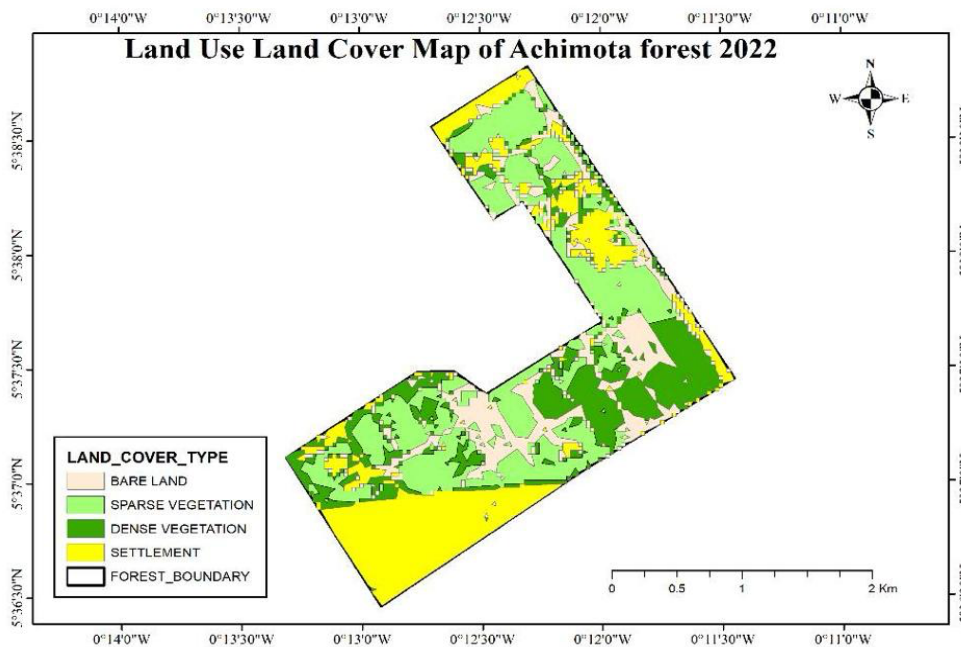 0°14'0"W 0°13'30"W 0°13'0"W 0°12'30"W 0°12'0"W 0°11'30"W 0°11'0"W
Land Use Land Cover Map of Achimota forest 2022
N
W E
S
5°38'30"N
5°38'0"N
5°37'30"N
5°37'0"N
5°36'30"N
LAND_COVER_TYPE
BARE LAND
SPARSE VEGETATION
DENSE VEGETATION
SETTLEMENT
FOREST_BOUNDARY
0 0.5 1 2 Km
0°14'0"W 0°13'30"W 0°13'0"W 0°12'30"W 0°12'0"W 0°11'30"W 0°11'0"W